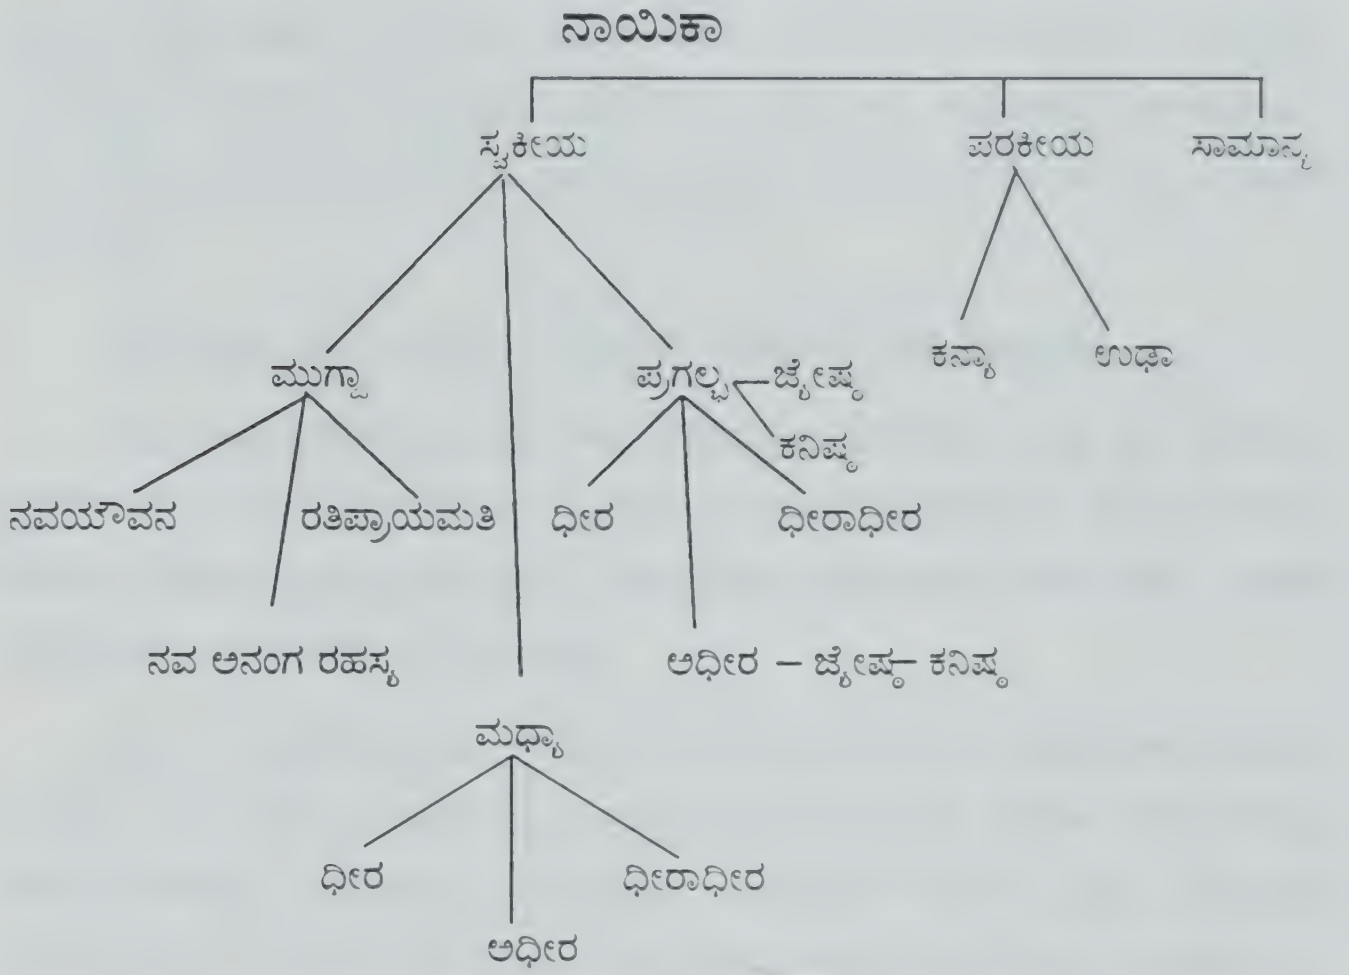 ನಾಯಿಕಾ
ಸ್ವಕೀಯ ಪರಕೀಯ ಸಾಮಾನ್ಯ
ಕನ್ಯಾ ಊಢಾ
ಮುಗ್ಧಾ ಪ್ರಗಲ್ಭ ಜ್ಯೇಷ್ಠ
ಕನಿಷ್ಠ
ನವಯೌವನ ರತಿಪ್ರಾಯಮತಿ ಧೀರ ಧೀರಾಧೀರ
ನವ ಅನಂಗ ರಹಸ್ಯ ಅಧೀರ – ಜ್ಯೇಷ್ಠ – ಕನಿಷ್ಠ
ಮಧ್ಯಾ
ಧೀರ ಧೀರಾಧೀರ
ಅಧೀರ